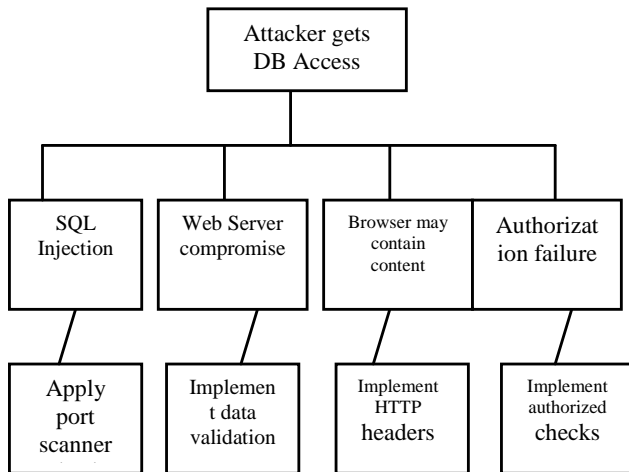 Attacker gets
DB Access
SQL
Injection
Web Server
compromise
Browser may
contain
content
Authorizat
ion failure
Apply
port
scanner
Implemen
t data
validation
Implement
HTTP
headers
Implement
authorized
checks